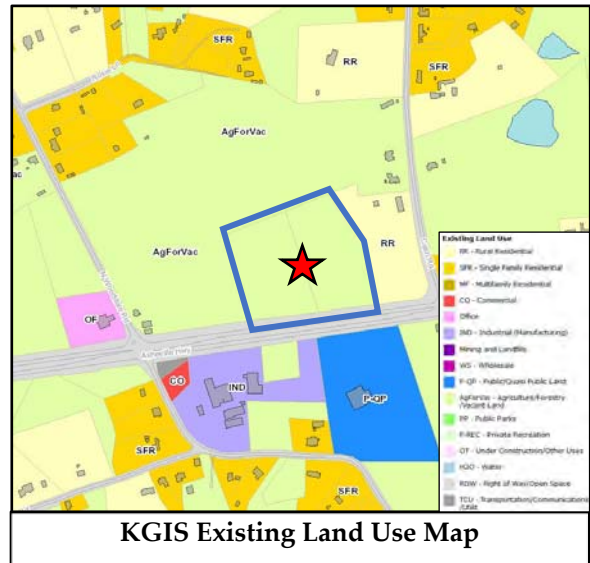 SFR
RR
SFR
AgForVac
ac
AgForVac
RR
OF
Asheville Hwy
CO
IND
P-QP
SFR
SFR
Existing Land Use
RR - Rural Residential
SFR - Single Family Residential
MF - Multifamily Residential
CO - Commercial
Office
IND - Industrial (Manufacturing)
Mining and Landfills
WS - Wholesale
P-QP - Public/Quasi Public Land
AgForVac - Agriculture/Forestry
/Vacant Land
PP - Public Parks
P-REC - Private Recreation
OT - Under Construction/Other Uses
H2O - Water
ROW - Right of Way/Open Space
TCU - Transportation/Communications
KGIS Existing Land Use Map